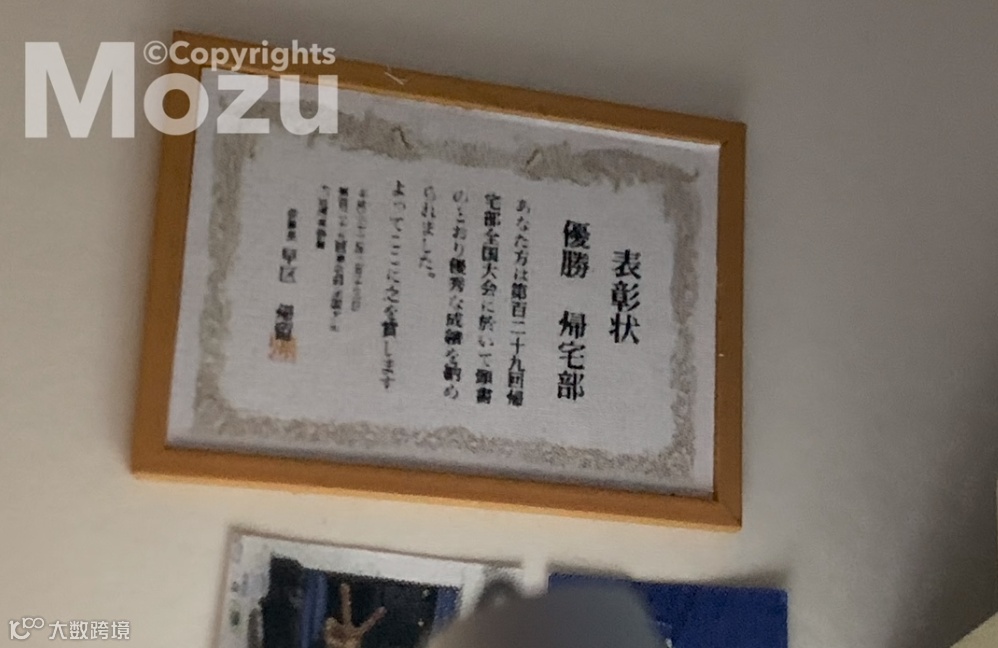 ©Copyrights
Mozu
表彰状
優勝 帰宅部
あなた方は第百二十九回帰
宅部全国大会に於いて頭書
のとおり優秀な成績を納め
られました。
よってここに之を賞します
早区
大数跨境